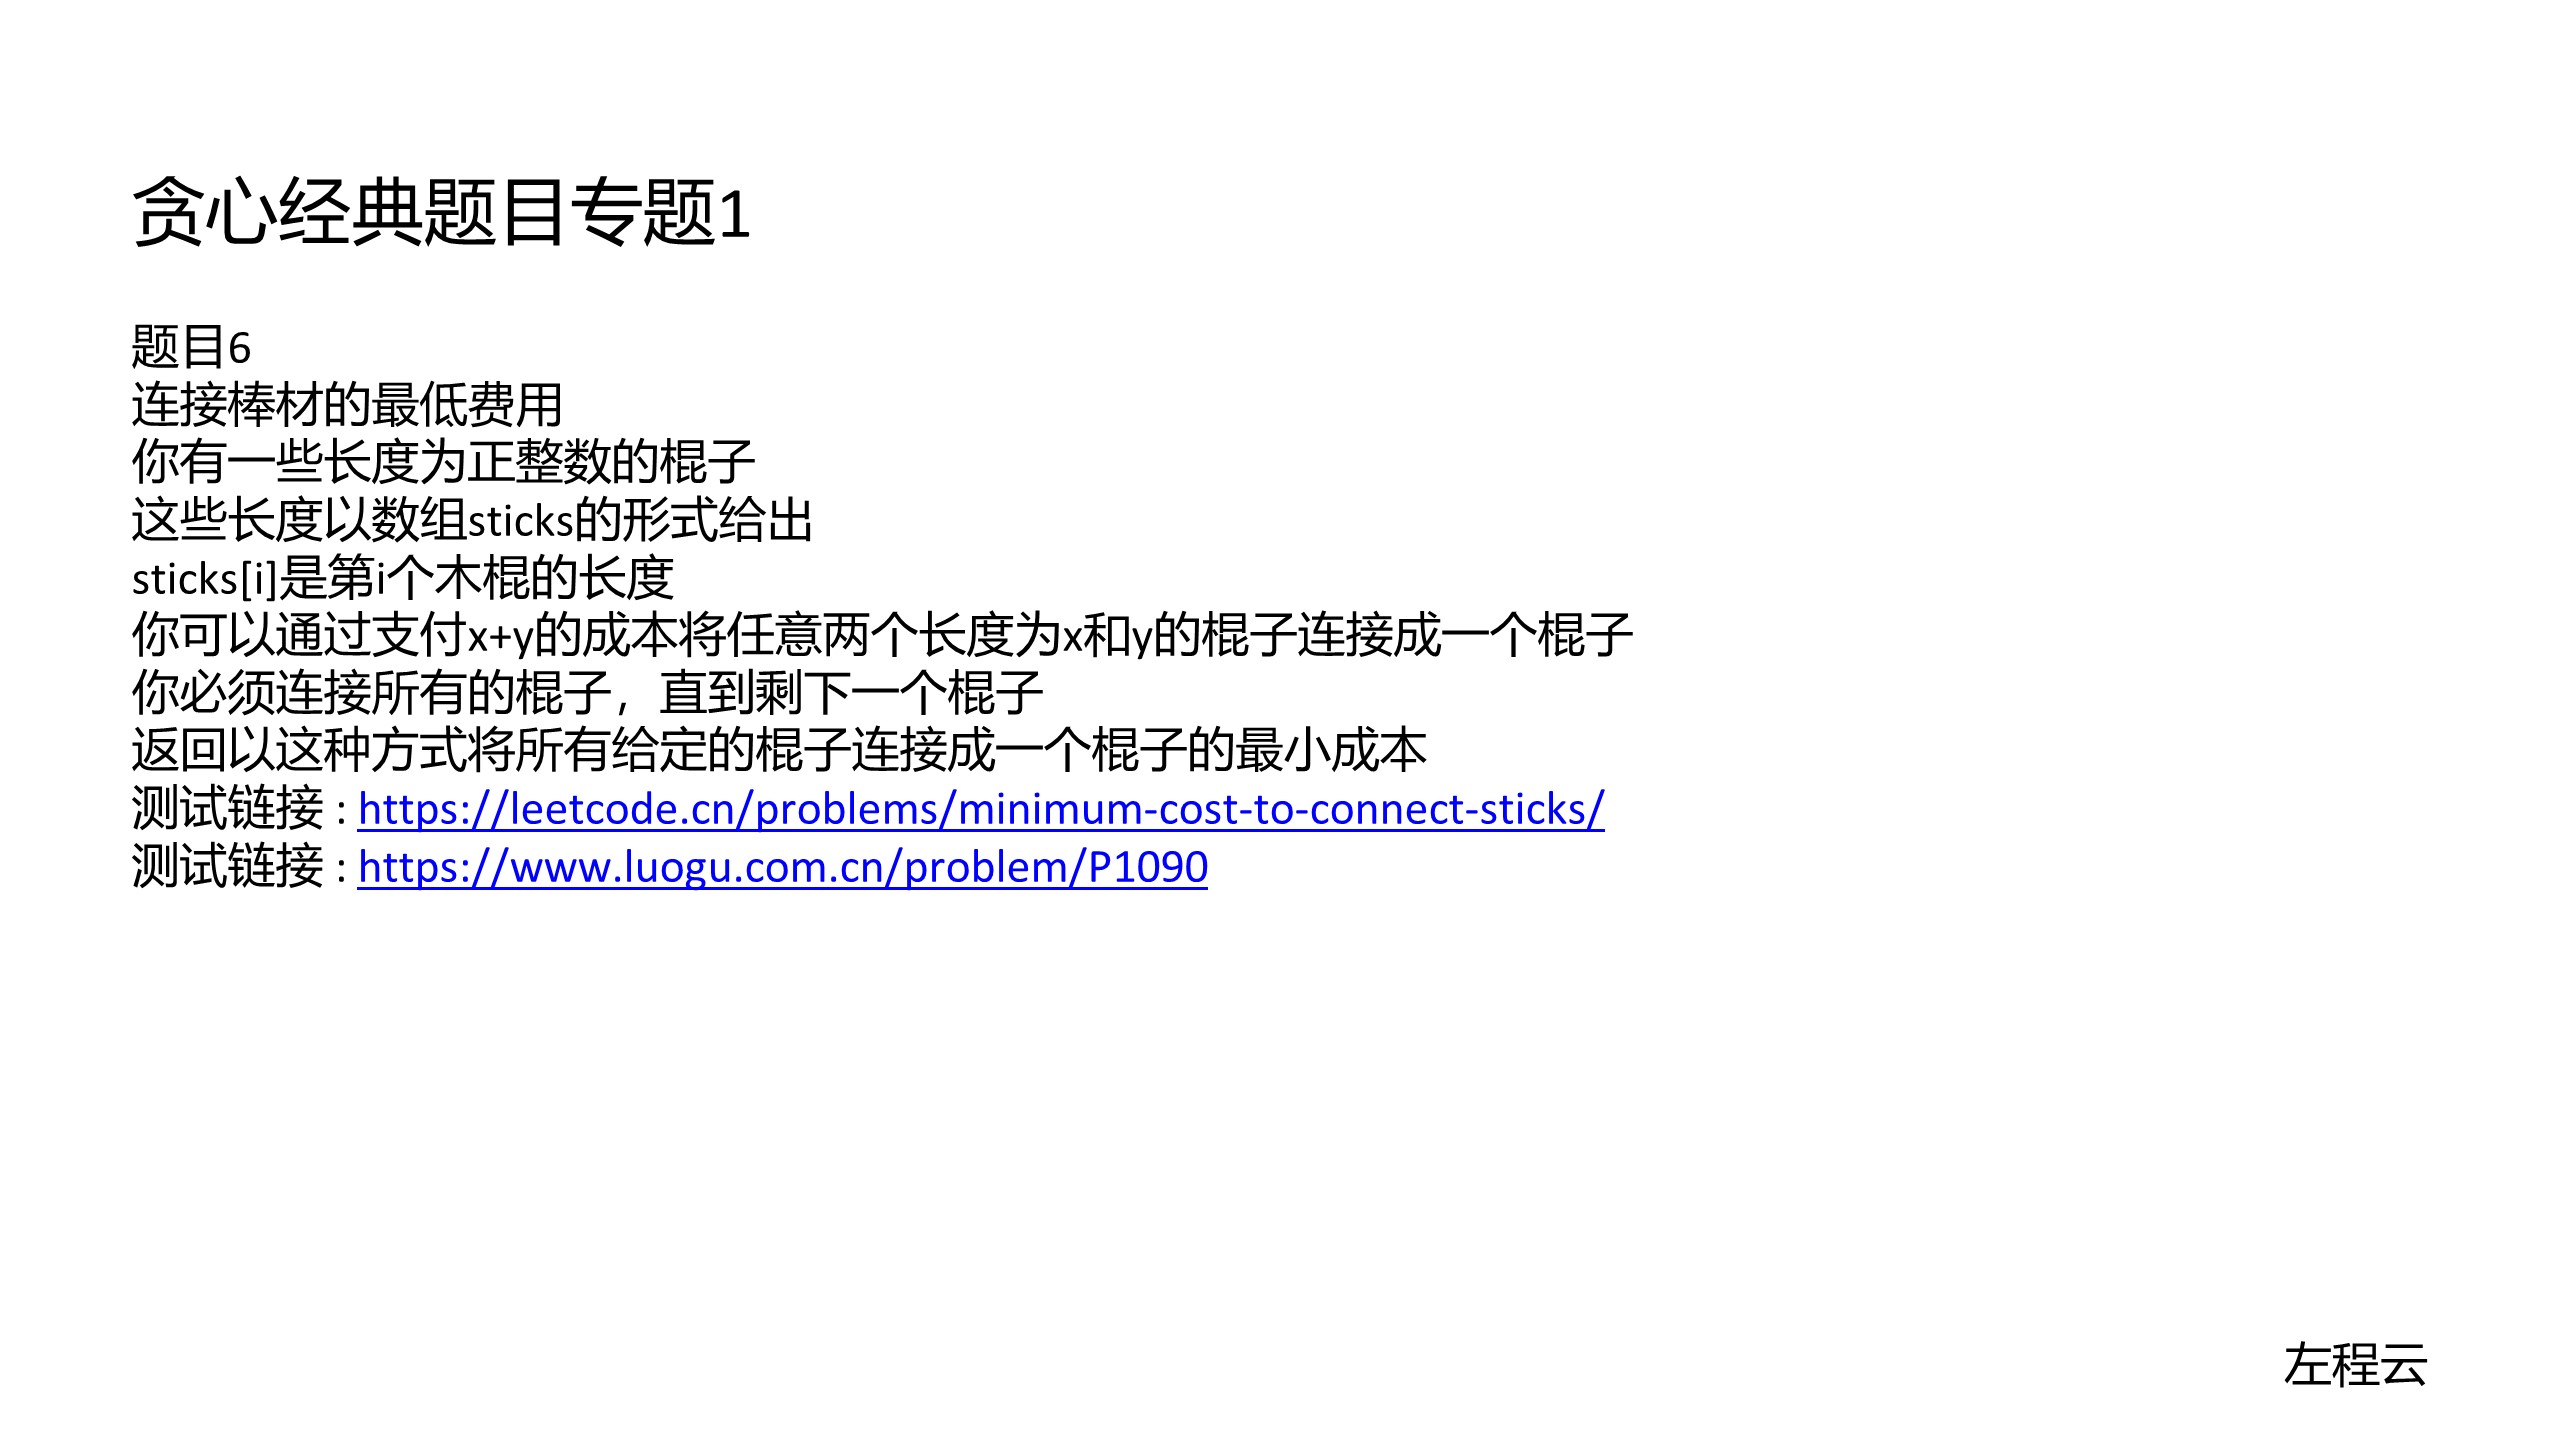 贪心经典题目专题1
题目6
连接棒材的最低费用
你有一些长度为正整数的棍子
这些长度以数组sticks的形式给出
sticks[i]是第i个木棍的长度
你可以通过支付x+y的成本将任意两个长度为x和y的棍子连接成一个棍子
你必须连接所有的棍子，直到剩下一个棍子
返回以这种方式将所有给定的棍子连接成一个棍子的最小成本
测试链接 : https://leetcode.cn/problems/minimum-cost-to-connect-sticks/
测试链接 : https://www.luogu.com.cn/problem/P1090
左程云